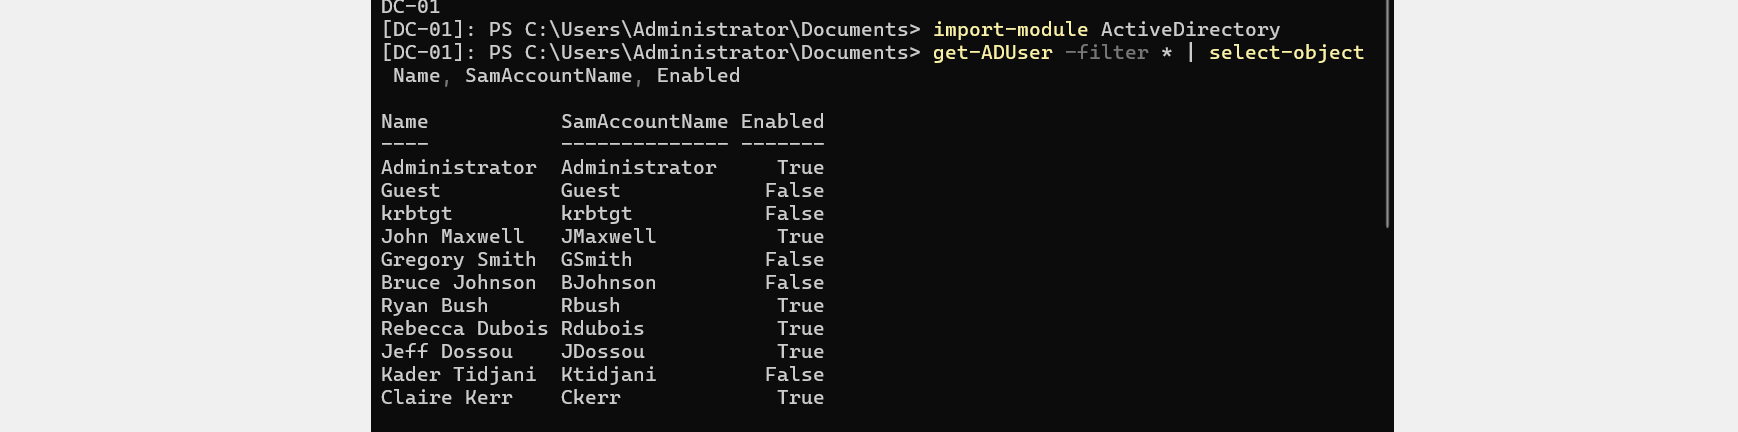 DC-01
[DC-01]: PS C:\Users\Administrator\Documents> import-module ActiveDirectory
[DC-01]: PS C:\Users\Administrator\Documents> get-ADUser -filter * | select-object
 Name, SamAccountName, Enabled
Name           SamAccountName Enabled
----           -------------- -------
Administrator  Administrator     True
Guest          Guest            False
krbtgt         krbtgt           False
John Maxwell   JMaxwell          True
Gregory Smith  GSmith           False
Bruce Johnson  BJohnson         False
Ryan Bush      Rbush             True
Rebecca Dubois Rdubois           True
Jeff Dossou    JDossou           True
Kader Tidjani  Ktidjani         False
Claire Kerr    Ckerr             True